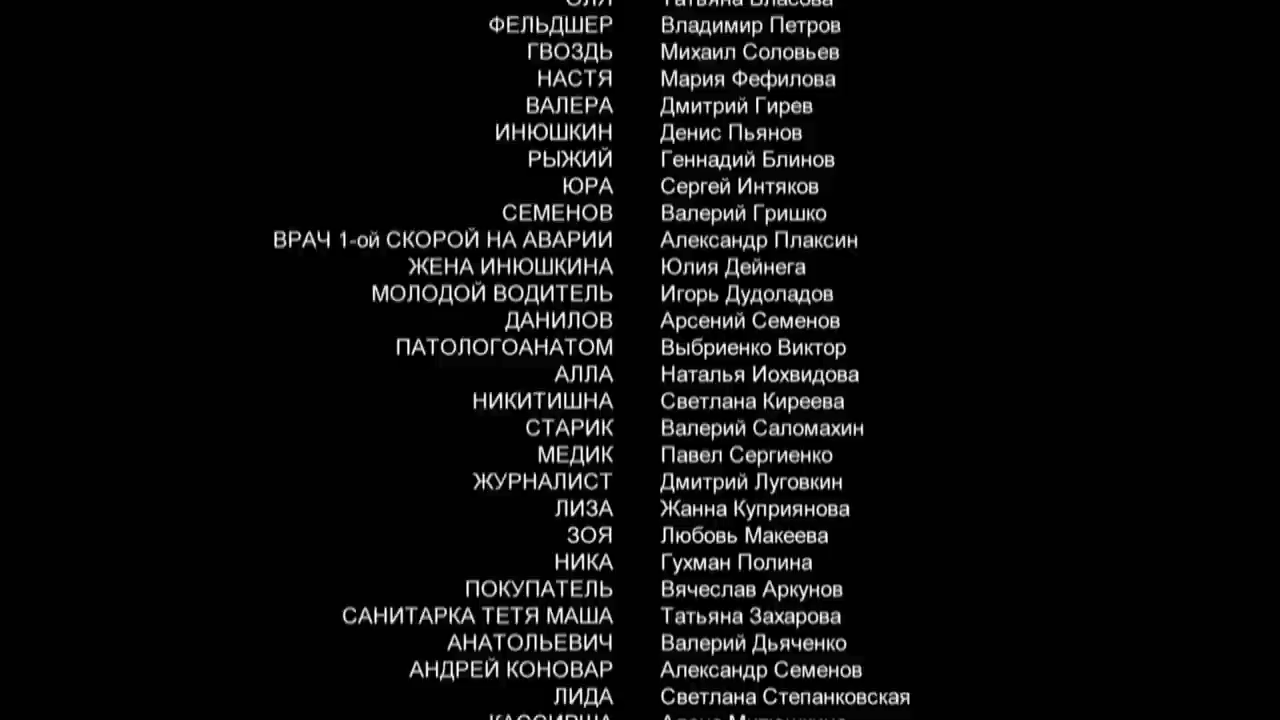 ОЛЯ Татьяна Власова
ФЕЛЬДШЕР Владимир Петров
ГВОЗДЬ Михаил Соловьев
НАСТЯ Мария Фефилова
ВАЛЕРА Дмитрий Гирев
ИНЮШКИН Денис Пьянов
РЫЖИЙ Геннадий Блинов
ЮРА Сергей Интяков
СЕМЕНОВ Валерий Гришко
ВРАЧ 1-ой СКОРОЙ НА АВАРИИ Александр Плаксин
ЖЕНА ИНЮШКИНА Юлия Дейнега
МОЛОДОЙ ВОДИТЕЛЬ Игорь Дудоладов
ДАНИЛОВ Арсений Семенов
ПАТОЛОГОАНАТОМ Выбриенко Виктор
АЛЛА Наталья Иохвидова
НИКИТИШНА Светлана Киреева
СТАРИК Валерий Саломахин
МЕДИК Павел Сергиенко
ЖУРНАЛИСТ Дмитрий Луговкин
ЛИЗА Жанна Куприянова
ЗОЯ Любовь Макеева
НИКА Гухман Полина
ПОКУПАТЕЛЬ Вячеслав Аркунов
САНИТАРКА ТЕТЯ МАША Татьяна Захарова
АНАТОЛЬЕВИЧ Валерий Дьяченко
АНДРЕЙ КОНОВАР Александр Семенов
ЛИДА Светлана Степанковская
КАССИРША